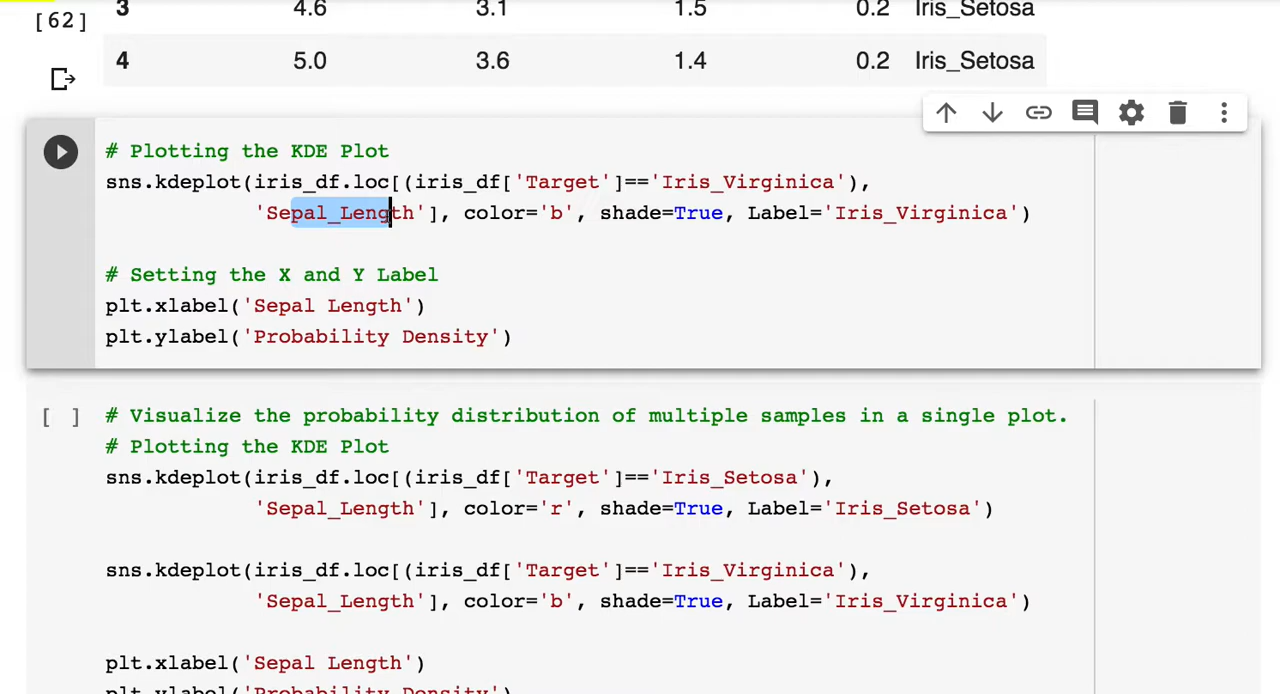 3 4.6 3.1 1.5 0.2 Iris_Setosa
[62]
4 5.0 3.6 1.4 0.2 Iris_Setosa
# Plotting the KDE Plot
sns.kdeplot(iris_df.loc[(iris_df['Target']=='Iris_Virginica'),
'Sepal_Length'], color='b', shade=True, Label='Iris_Virginica')
# Setting the X and Y Label
plt.xlabel('Sepal Length')
plt.ylabel('Probability Density')
[ ] # Visualize the probability distribution of multiple samples in a single plot.
# Plotting the KDE Plot
sns.kdeplot(iris_df.loc[(iris_df['Target']=='Iris_Setosa'),
'Sepal_Length'], color='r', shade=True, Label='Iris_Setosa')
sns.kdeplot(iris_df.loc[(iris_df['Target']=='Iris_Virginica'),
'Sepal_Length'], color='b', shade=True, Label='Iris_Virginica')
plt.xlabel('Sepal Length')
plt.ylabel('Probability Density')